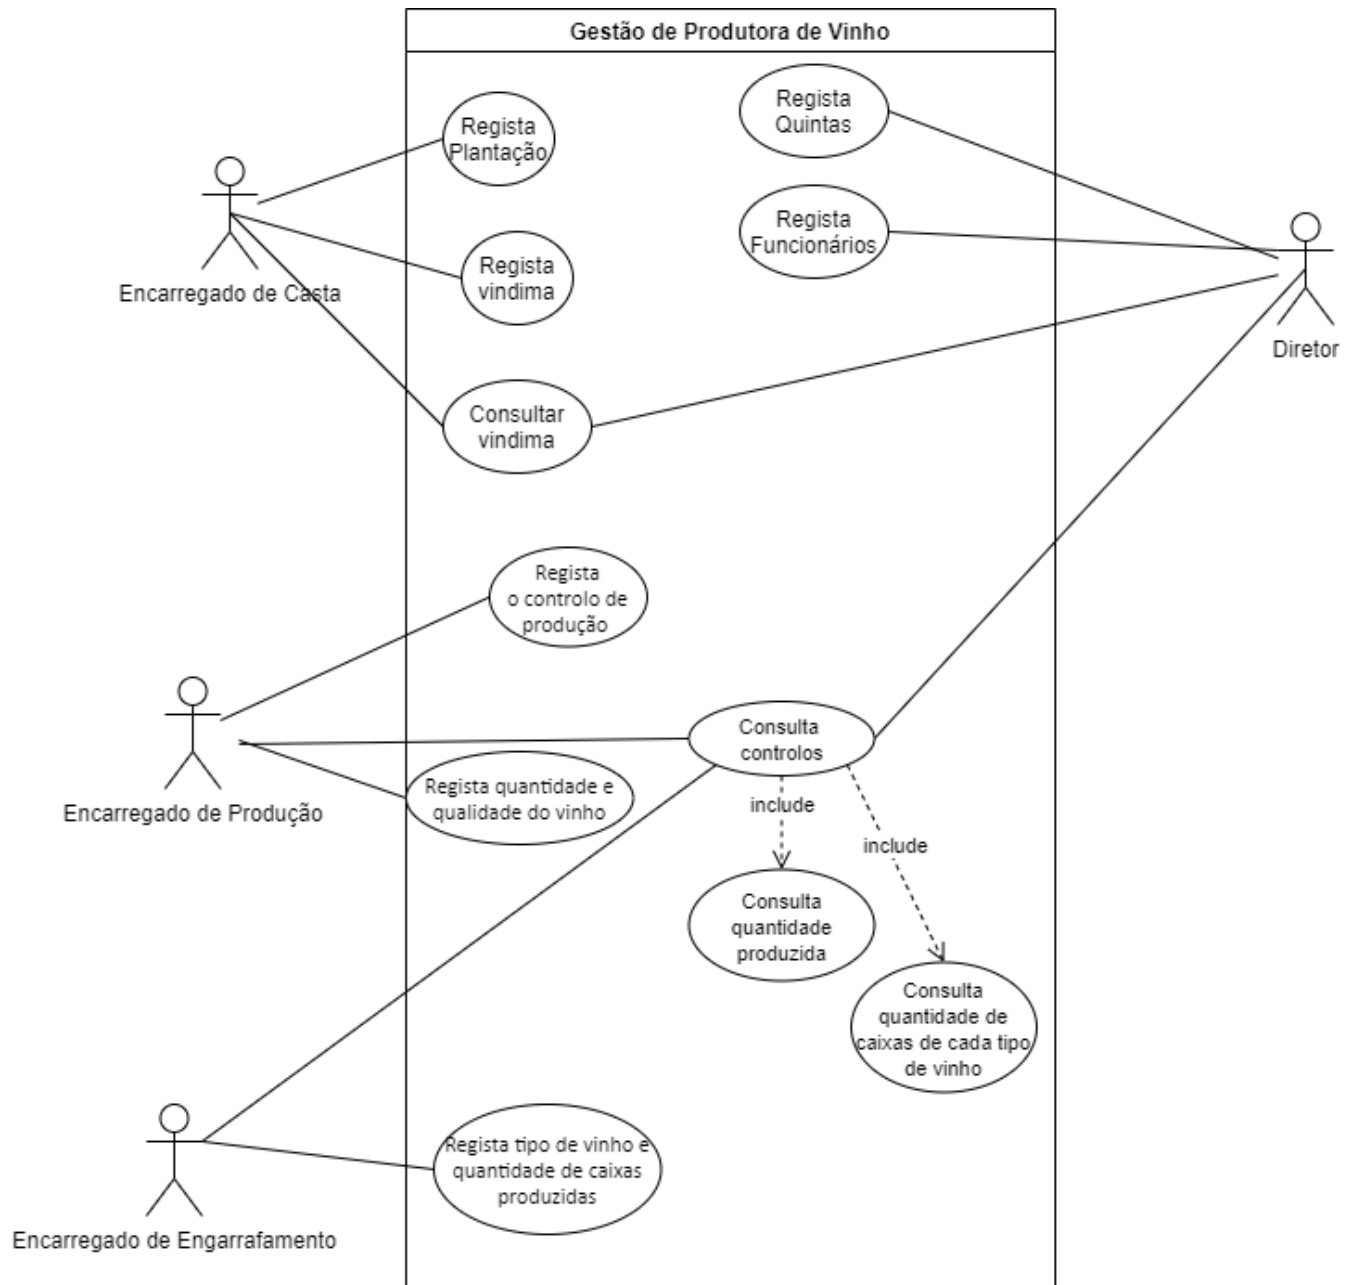 Gestão de Produtora de Vinho
Regista
Plantação
Regista
Quintas
Regista
Funcionários
Regista
vindima
Encarregado de Casta
Diretor
Consultar
vindima
Regista
o controlo de
produção
Consulta
controlos
Regista quantidade e
qualidade do vinho
Encarregado de Produção
include
include
Consulta
quantidade
produzida
Consulta
quantidade de
caixas de cada tipo
de vinho
Regista tipo de vinho e
quantidade de caixas
produzidas
Encarregado de Engarrafamento